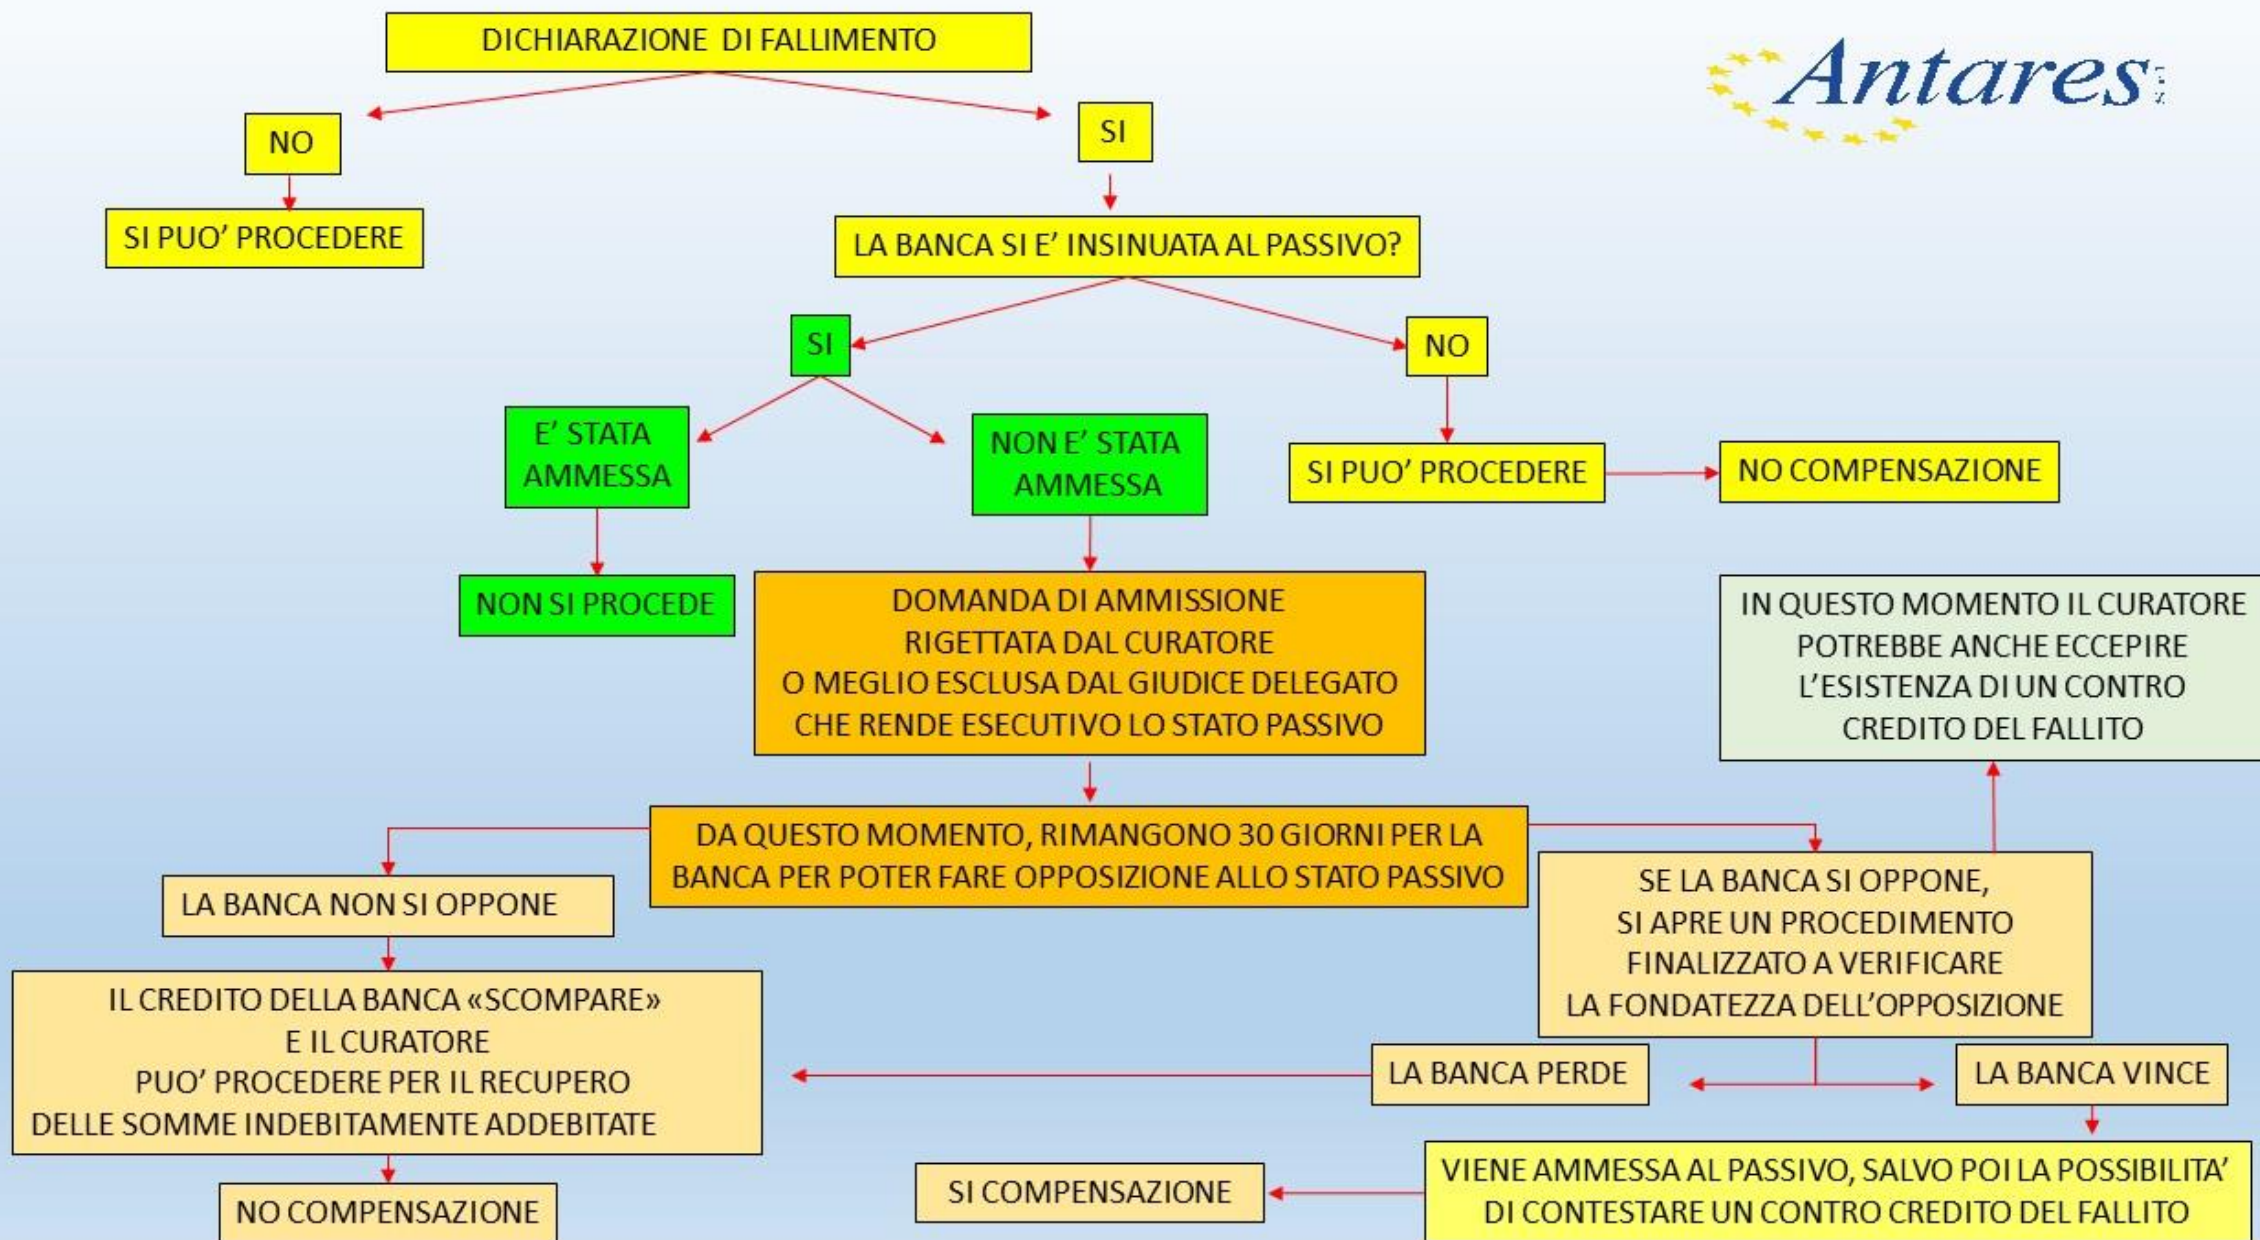 DICHIARAZIONE DI FALLIMENTO
Antares
NO
SI
SI PUO' PROCEDERE
LA BANCA SI E' INSINUATA AL PASSIVO?
SI
NO
E' STATA
AMMESSA
NON E' STATA
AMMESSA
SI PUO' PROCEDERE
NO COMPENSAZIONE
NON SI PROCEDE
DOMANDA DI AMMISSIONE
RIGETTATA DAL CURATORE
O MEGLIO ESCLUSA DAL GIUDICE DELEGATO
CHE RENDE ESECUTIVO LO STATO PASSIVO
IN QUESTO MOMENTO IL CURATORE
POTREBBE ANCHE ECCEPIRE
L'ESISTENZA DI UN CONTRO
CREDITO DEL FALLITO
DA QUESTO MOMENTO, RIMANGONO 30 GIORNI PER LA
BANCA PER POTER FARE OPPOSIZIONE ALLO STATO PASSIVO
LA BANCA NON SI OPPONE
SE LA BANCA SI OPPONE,
SI APRE UN PROCEDIMENTO
FINALIZZATO A VERIFICARE
LA FONDATEZZA DELL'OPPOSIZIONE
IL CREDITO DELLA BANCA «SCOMPARE»
E IL CURATORE
PUO' PROCEDERE PER IL RECUPERO
DELLE SOMME INDEBITAMENTE ADDEBITATE
LA BANCA PERDE
LA BANCA VINCE
NO COMPENSAZIONE
SI COMPENSAZIONE
VIENE AMMESSA AL PASSIVO, SALVO POI LA POSSIBILITA'
DI CONTESTARE UN CONTRO CREDITO DEL FALLITO